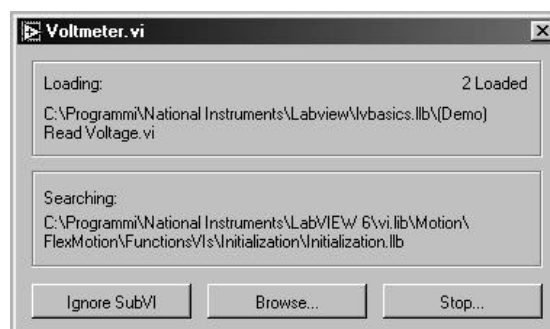 Voltmeter.vi
Loading: 2 Loaded
C:\Programmi\National Instruments\Labview\lvbasics.llb\(Demo)
Read Voltage.vi
Searching:
C:\Programmi\National Instruments\LabVIEW 6\vi.lib\Motion\
FlexMotion\FunctionsVIs\Initialization\Initialization.llb
Ignore SubVI Browse... Stop...